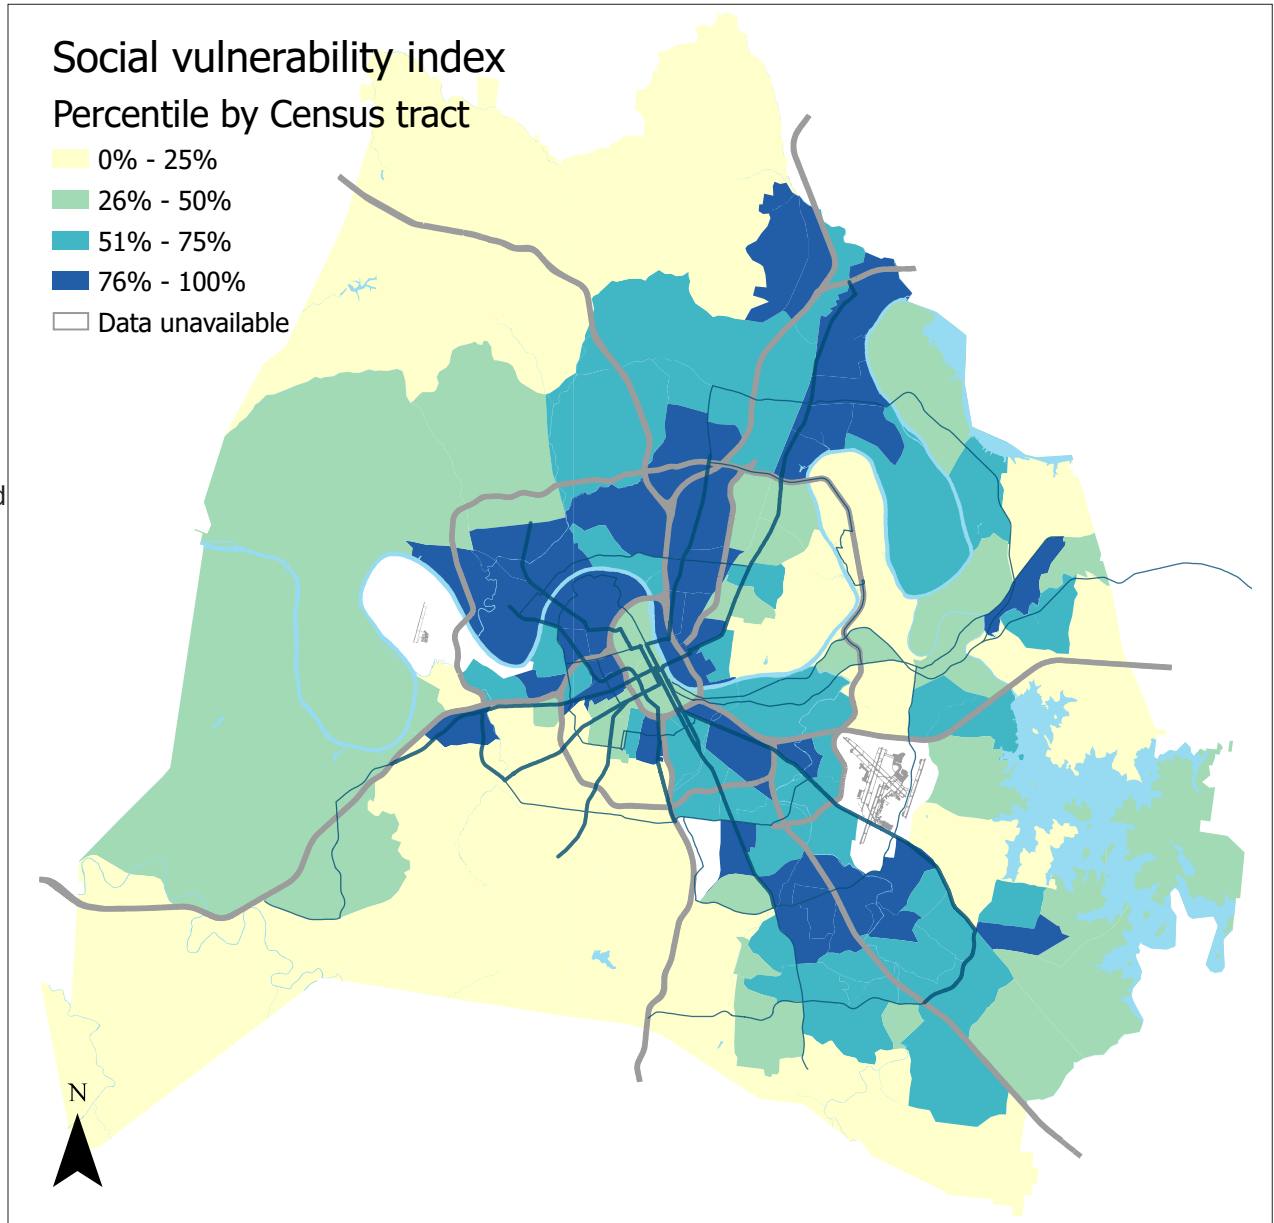 Social vulnerability index
Percentile by Census tract
0% - 25%
26% - 50%
51% - 75%
76% - 100%
Data unavailable
d
N